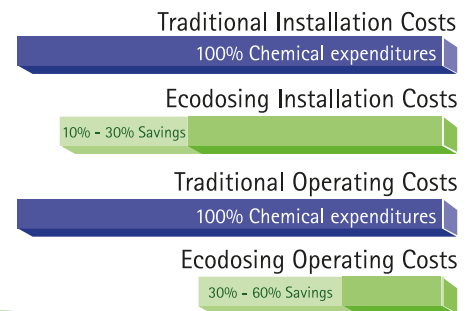 Traditional Installation Costs
100% Chemical expenditures
Ecodosing Installation Costs
10% - 30% Savings
Traditional Operating Costs
100% Chemical expenditures
Ecodosing Operating Costs
30% - 60% Savings